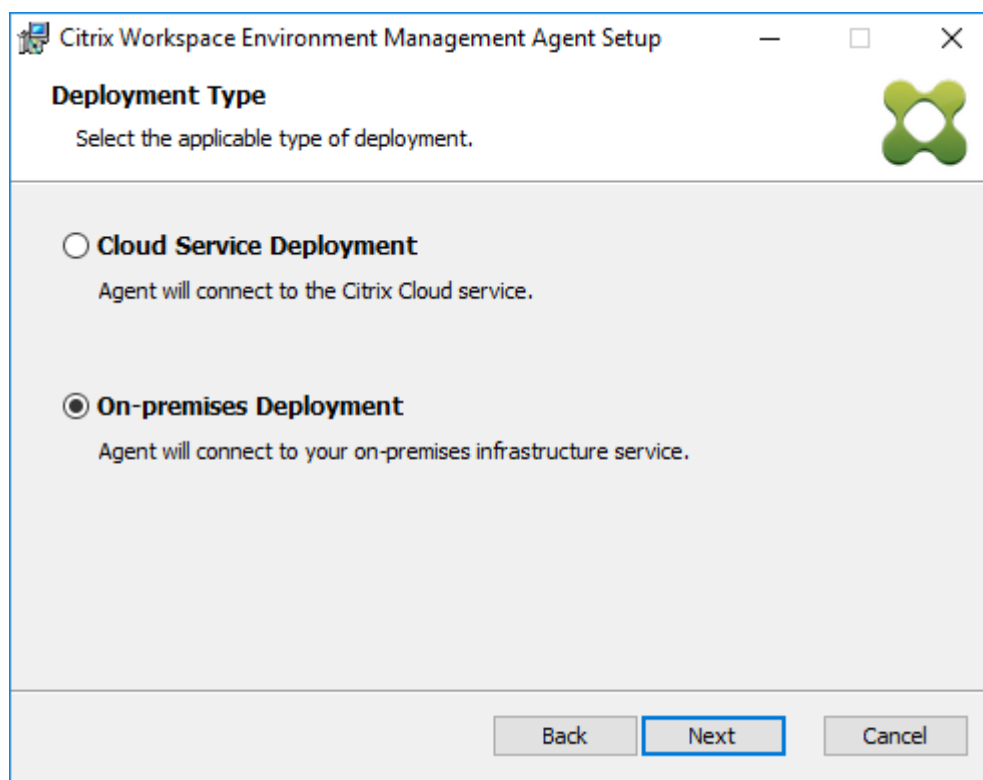 Citrix Workspace Environment Management Agent Setup
Deployment Type
Select the applicable type of deployment.
Cloud Service Deployment
Agent will connect to the Citrix Cloud service.
On-premises Deployment
Agent will connect to your on-premises infrastructure service.
Back Next Cancel